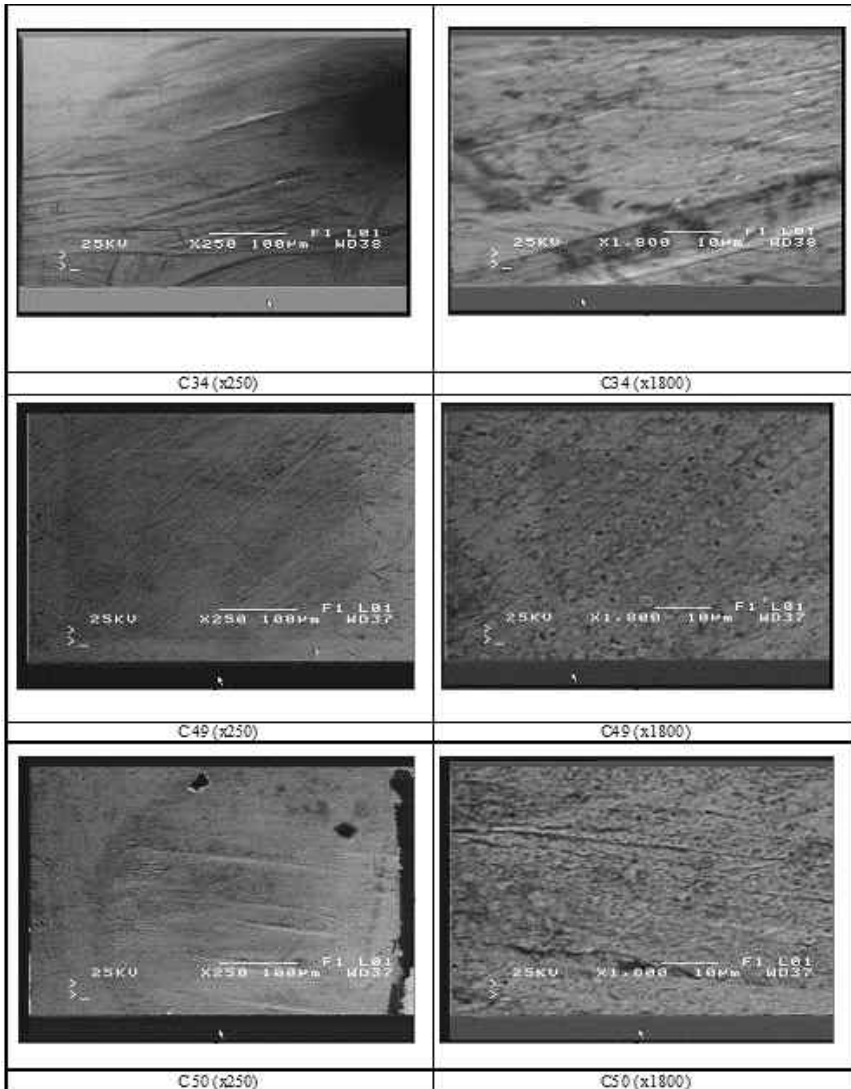 F1 L01
25KV X250 100µm WD38
>
>_
F1 L01
25KV X1,800 10µm WD38
>
>_
C34 (x250)
C34 (x1800)
F1 L01
25KV X250 100µm WD37
>
>_
F1 L01
25KV X1,800 10µm WD37
>
>_
C49 (x250)
C49 (x1800)
F1 L01
25KV X250 100µm WD37
>
>_
F1 L01
25KV 10µm WD37
>
>_
C50 (x250)
C50 (x1800)